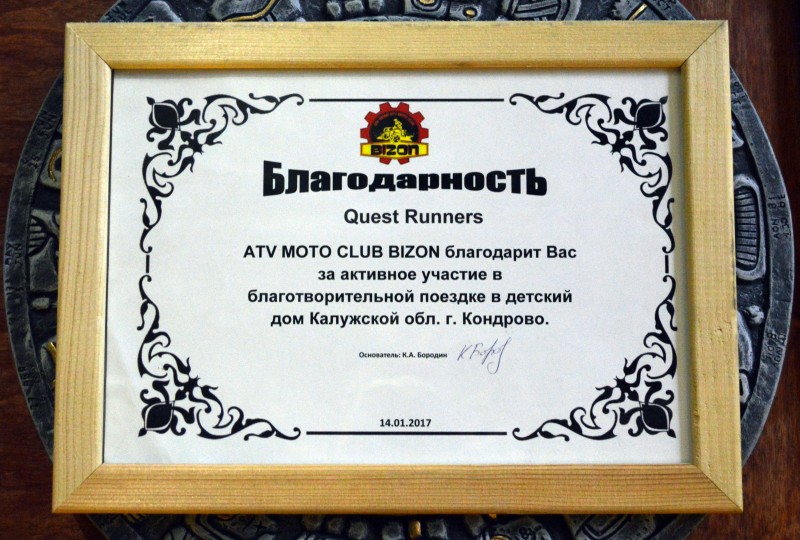 BIZON
Благодарность
Quest Runners
ATV MOTO CLUB BIZON благодарит Вас
за активное участие в
благотворительной поездке в детский
дом Калужской обл. г. Кондрово.
Основатель: К.А. Бородин
14.01.2017